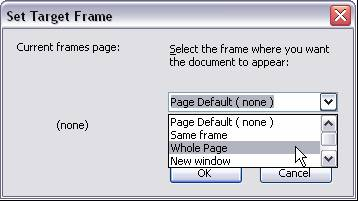 Set Target Frame
Current frames page:
Select the frame where you want
the document to appear:
Page Default ( none )
(none)
Page Default ( none )
Same frame
Whole Page
New window
OK
Cancel